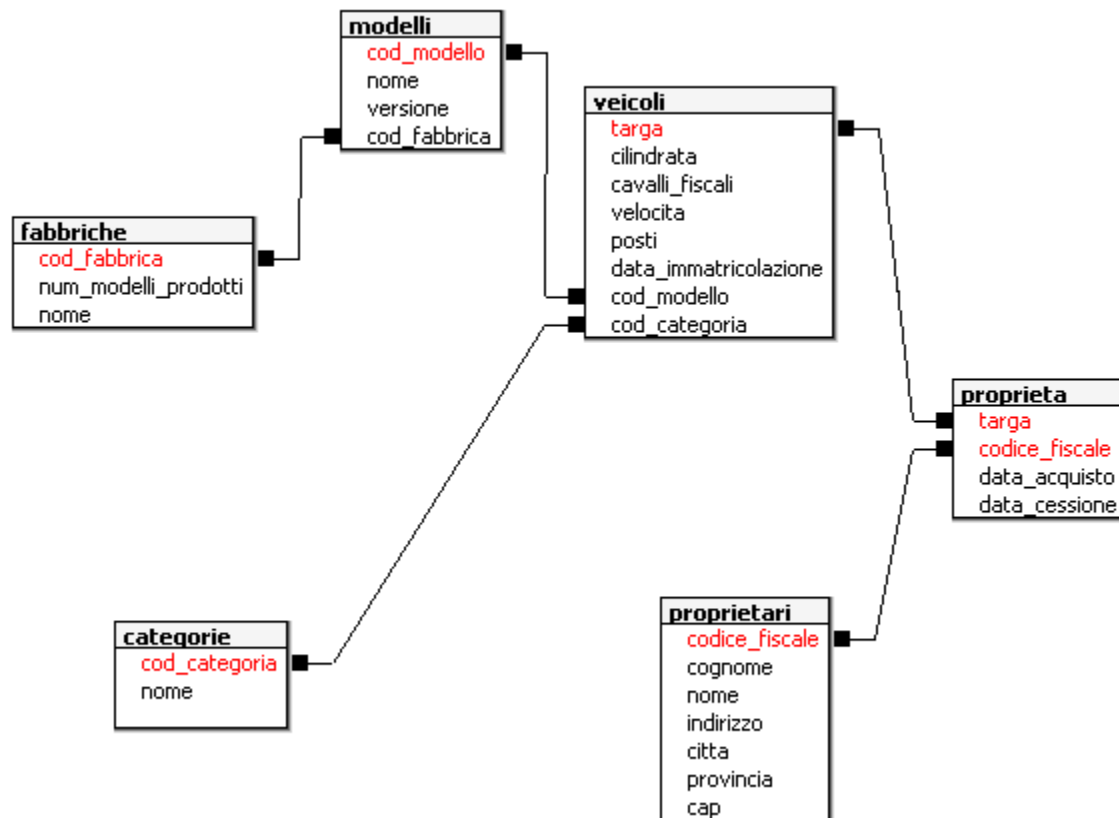 modelli
cod_modello
nome
versione
cod_fabbrica
veicoli
targa
cilindrata
cavalli_fiscali
velocita
posti
data_immatricolazione
cod_modello
cod_categoria
fabbriche
cod_fabbrica
num_modelli_prodotti
nome
proprieta
targa
codice_fiscale
data_acquisto
data_cessione
categorie
cod_categoria
nome
proprietari
codice_fiscale
cognome
nome
indirizzo
citta
provincia
cap